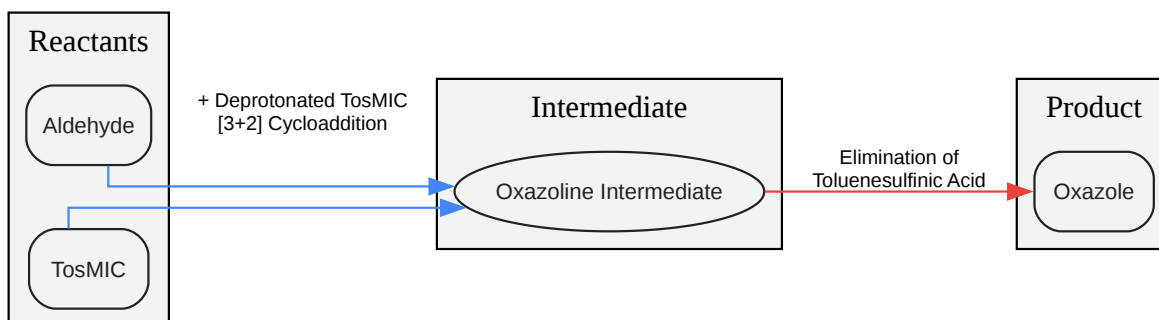 Reactants
Aldehyde
TosMIC
+ Deprotonated TosMIC
[3+2] Cycloaddition
Intermediate
Oxazoline Intermediate
Elimination of
Toluenesulfinic Acid
Product
Oxazole